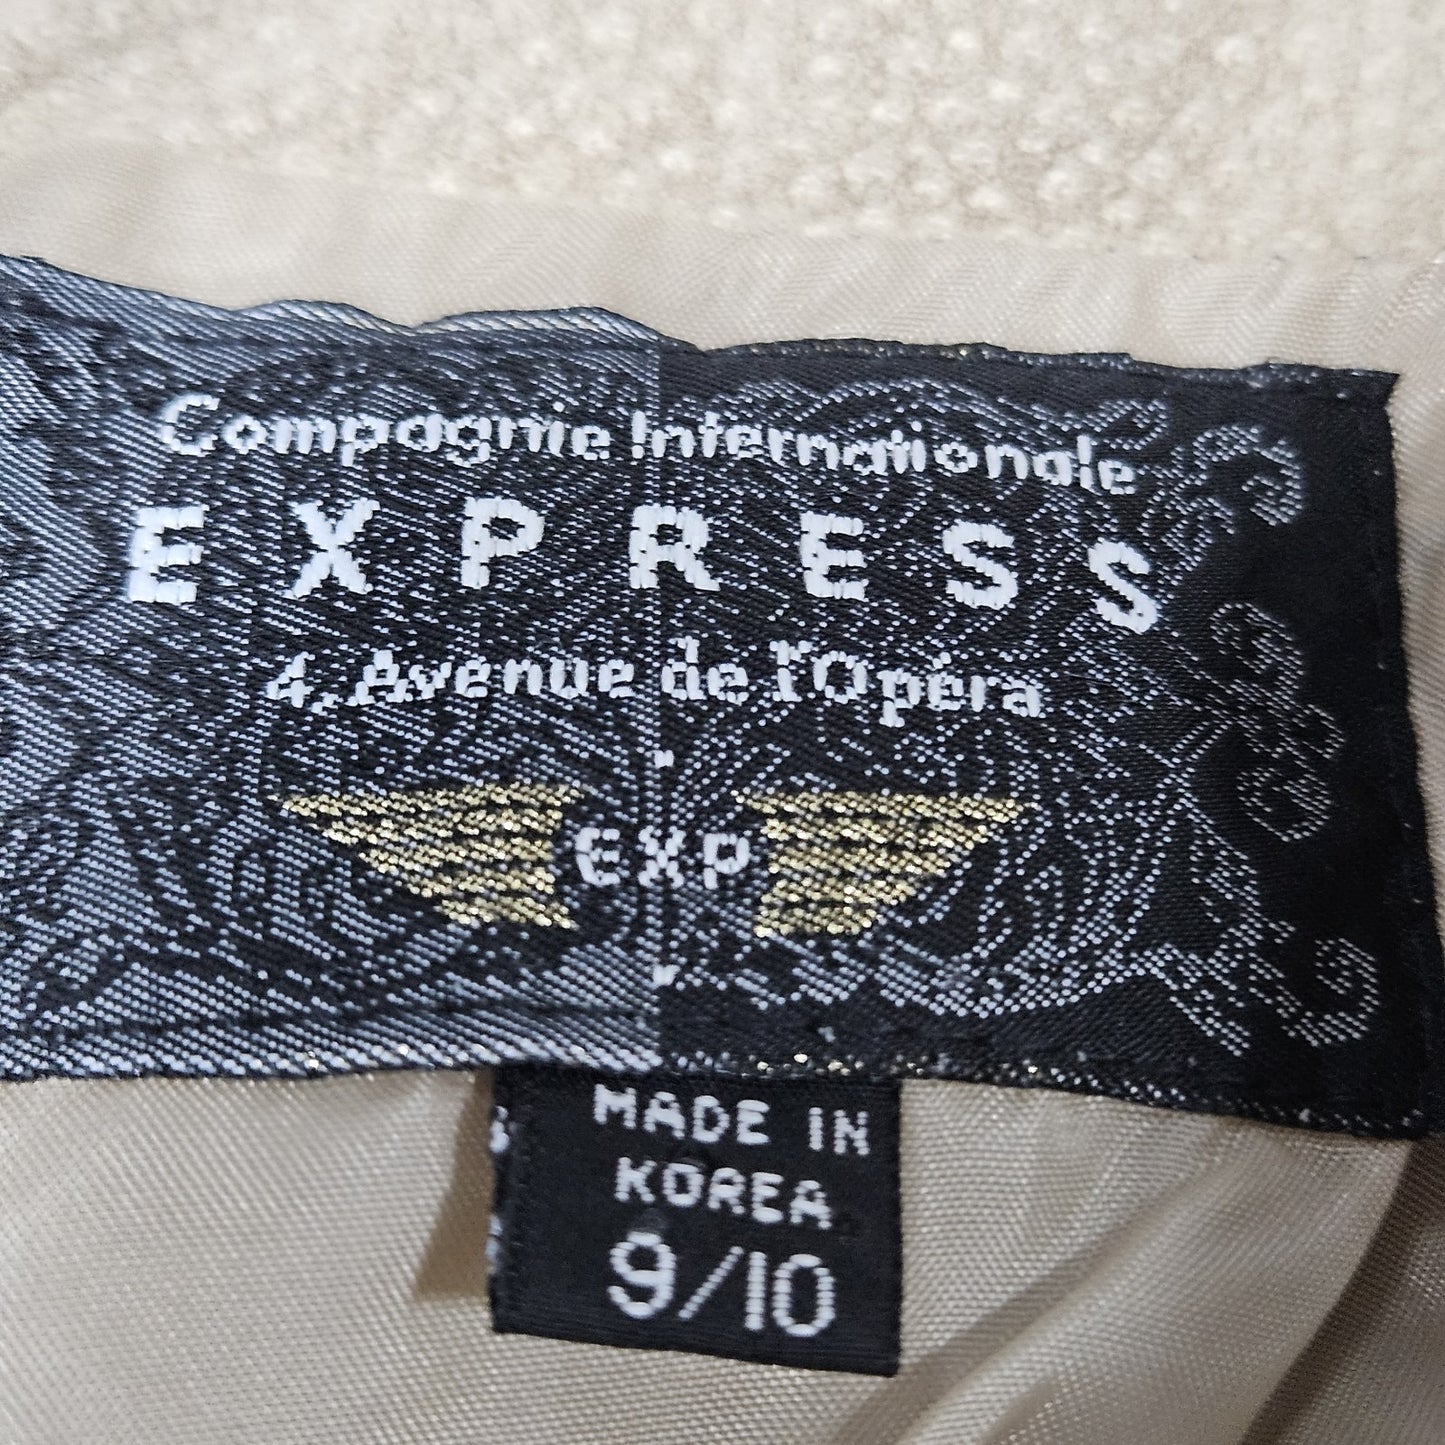 Compagnie Internationale
EXPRESS
4, Avenue de l'Opéra
EXP
MADE IN
KOREA
9/10